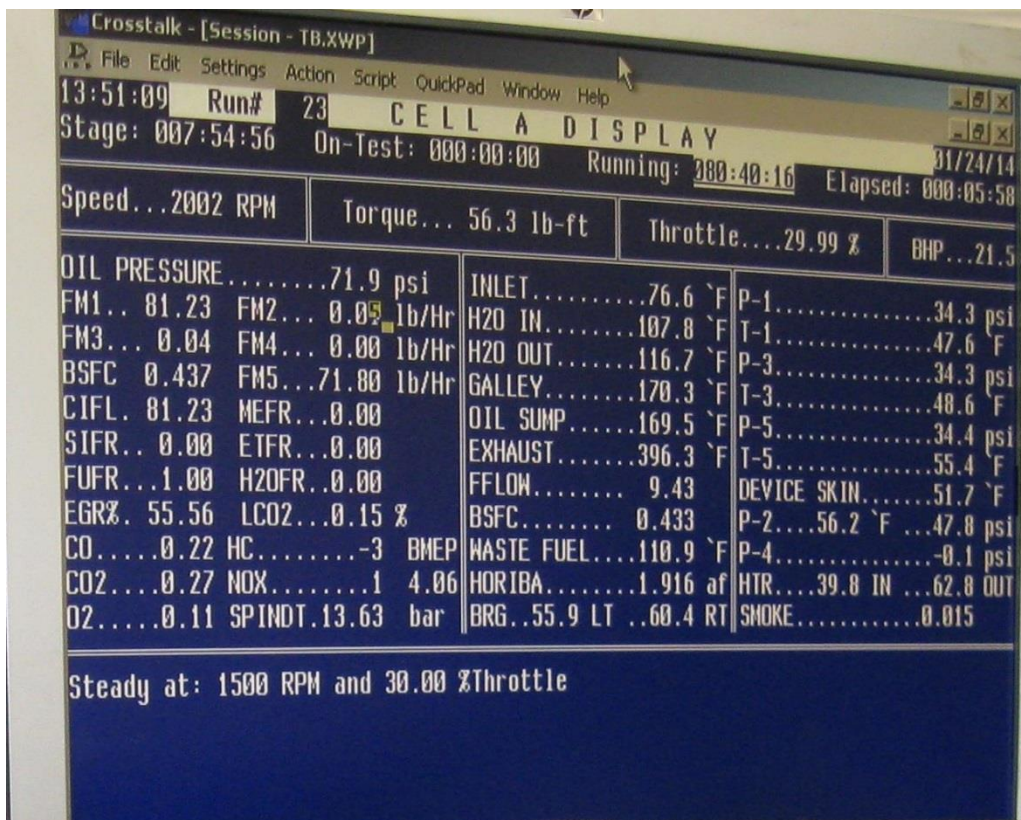 Crosstalk - [Session - TB.XWP]
File Edit Settings Action Script QuickPad Window Help
13:51:09 Run# 23 CELL A DISPLAY 01/24/14
Stage: 007:54:56 On-Test: 000:00:00 Running: 080:40:16 Elapsed: 000:05:58
Speed...2002 RPM Torque... 56.3 lb-ft Throttle....29.99 % BHP...21.5
OIL PRESSURE........71.9 psi INLET..........76.6 `F P-1..............34.3 psi
FM1.. 81.23 FM2... 0.05 lb/Hr H2O IN........107.8 `F T-1..............47.6 `F
FM3... 0.04 FM4... 0.00 lb/Hr H2O OUT.......116.7 `F P-3..............34.3 psi
BSFC 0.437 FM5...71.80 lb/Hr GALLEY........170.3 `F T-3..............48.6 `F
CIFL. 81.23 MEFR...0.00 OIL SUMP......169.5 `F P-5..............34.4 psi
SIFR.. 0.00 ETFR...0.00 EXHAUST.......396.3 `F T-5..............55.4 `F
FUFR...1.00 H2OFR..0.00 FFLOW........ 9.43 DEVICE SKIN.......51.7 `F
EGR%. 55.56 LCO2...0.15 % BSFC........ 0.433 P-2....56.2 `F ...47.8 psi
CO.....0.22 HC........-3 BMEP WASTE FUEL....110.9 `F P-4..............-0.1 psi
CO2....0.27 NOX.........1 4.06 HORIBA........1.916 af HTR....39.8 IN ...62.8 OUT
O2.....0.11 SPINDT.13.63 bar BRG..55.9 LT ..60.4 RT SMOKE............0.015
Steady at: 1500 RPM and 30.00 %Throttle